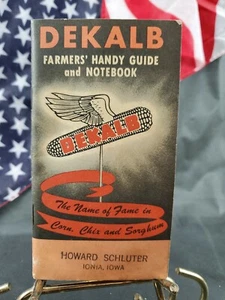 DEKALB
FARMERS' HANDY GUIDE
and NOTEBOOK
DEKALB
The Name of Fame in
Corn, Chix and Sorghum
HOWARD SCHLUTER
IONIA, IOWA